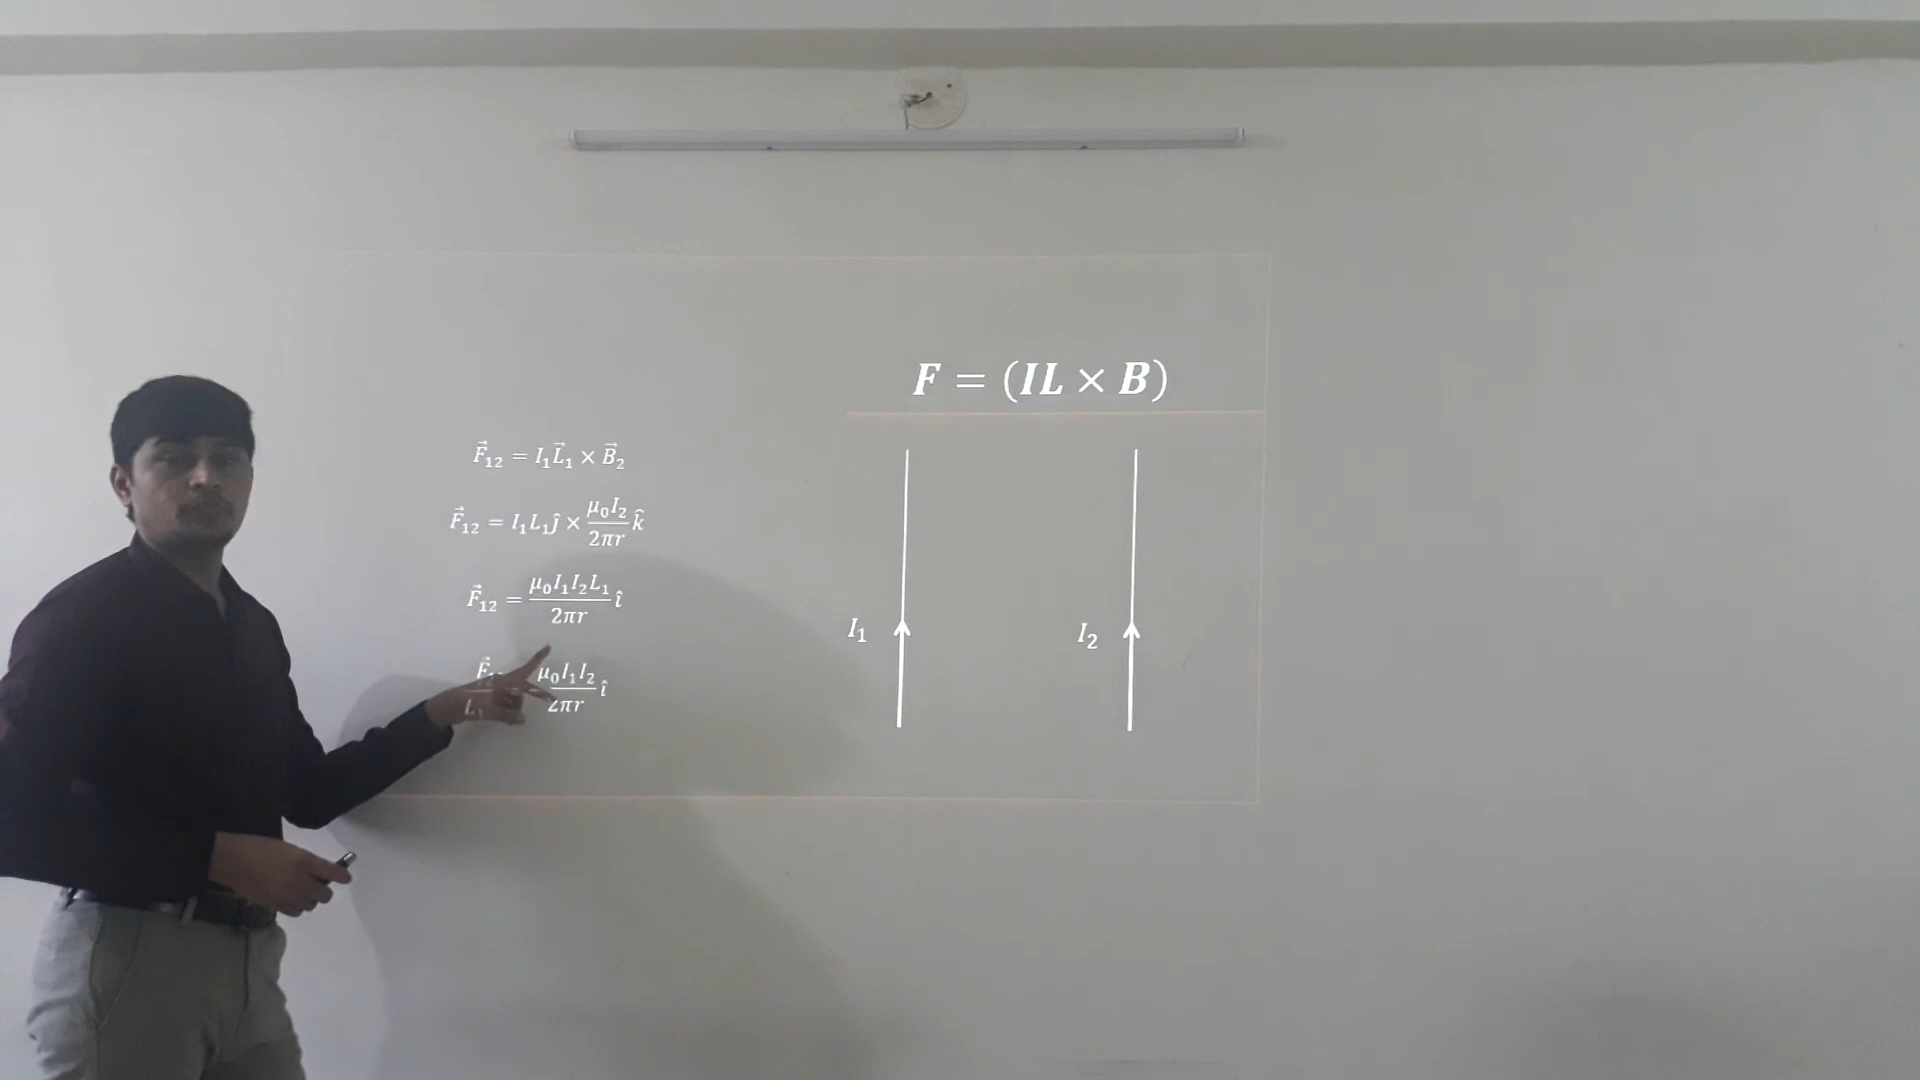 F = (IL × B)
F⃗₁₂ = I₁L⃗₁ × B⃗₂
F⃗₁₂ = I₁L₁ĵ × μ₀I₂/2πr k̂
F⃗₁₂ = μ₀I₁I₂L₁/2πr î
μ₀I₁I₂/2πr î
I₁
I₂